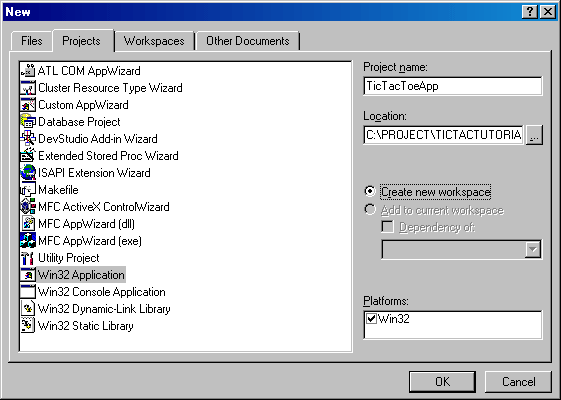 New
Files
Projects
Workspaces
Other Documents
ATL COM AppWizard
Cluster Resource Type Wizard
Custom AppWizard
Database Project
DevStudio Add-in Wizard
Extended Stored Proc Wizard
ISAPI Extension Wizard
Makefile
MFC ActiveX ControlWizard
MFC AppWizard (dll)
MFC AppWizard (exe)
Utility Project
Win32 Application
Win32 Console Application
Win32 Dynamic-Link Library
Win32 Static Library
Project name:
TicTacToeApp
Location:
C:\PROJECT\TICTACTUTORIA
...
Create new workspace
Add to current workspace
Dependency of:
Platforms:
Win32
OK
Cancel